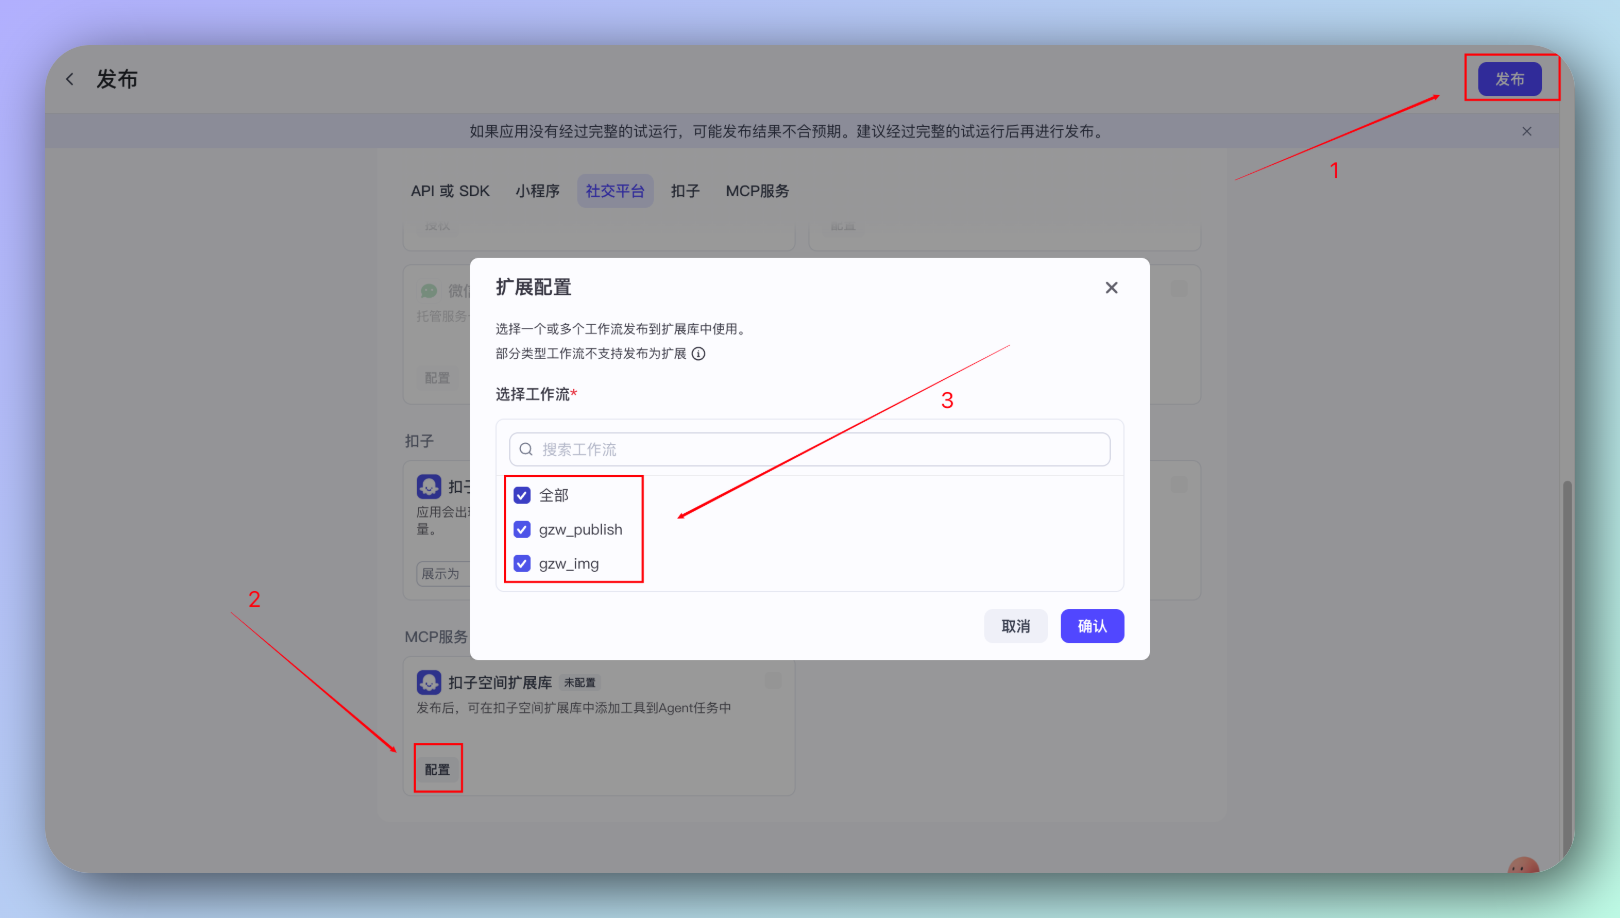 发布
发布
如果应用没有经过完整的试运行，可能发布结果不合预期。建议经过完整的试运行后再进行发布。
1
API 或 SDK
小程序
社交平台
扣子
MCP服务
授权
配置
微信
托管服务
配置
扣子
扣子
应用会出现
量。
展示为
扩展配置
选择一个或多个工作流发布到扩展库中使用。
部分类型工作流不支持发布为扩展
选择工作流*
3
搜索工作流
全部
gzw_publish
gzw_img
取消
确认
2
MCP服务
扣子空间扩展库 未配置
发布后，可在扣子空间扩展库中添加工具到Agent任务中
配置